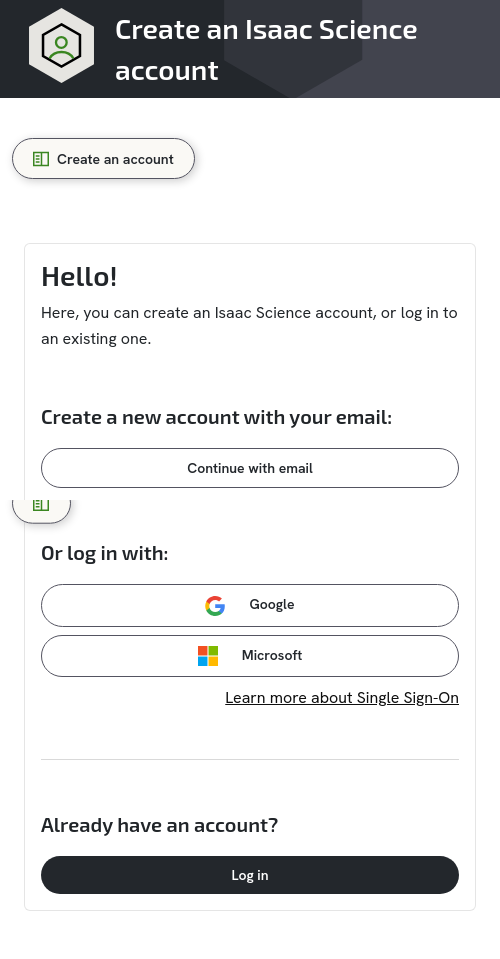 Create an Isaac Science
account
Create an account
Hello!
Here, you can create an Isaac Science account, or log in to
an existing one.
Create a new account with your email:
Continue with email
Or log in with:
Google
Microsoft
Learn more about Single Sign-On
Already have an account?
Log in